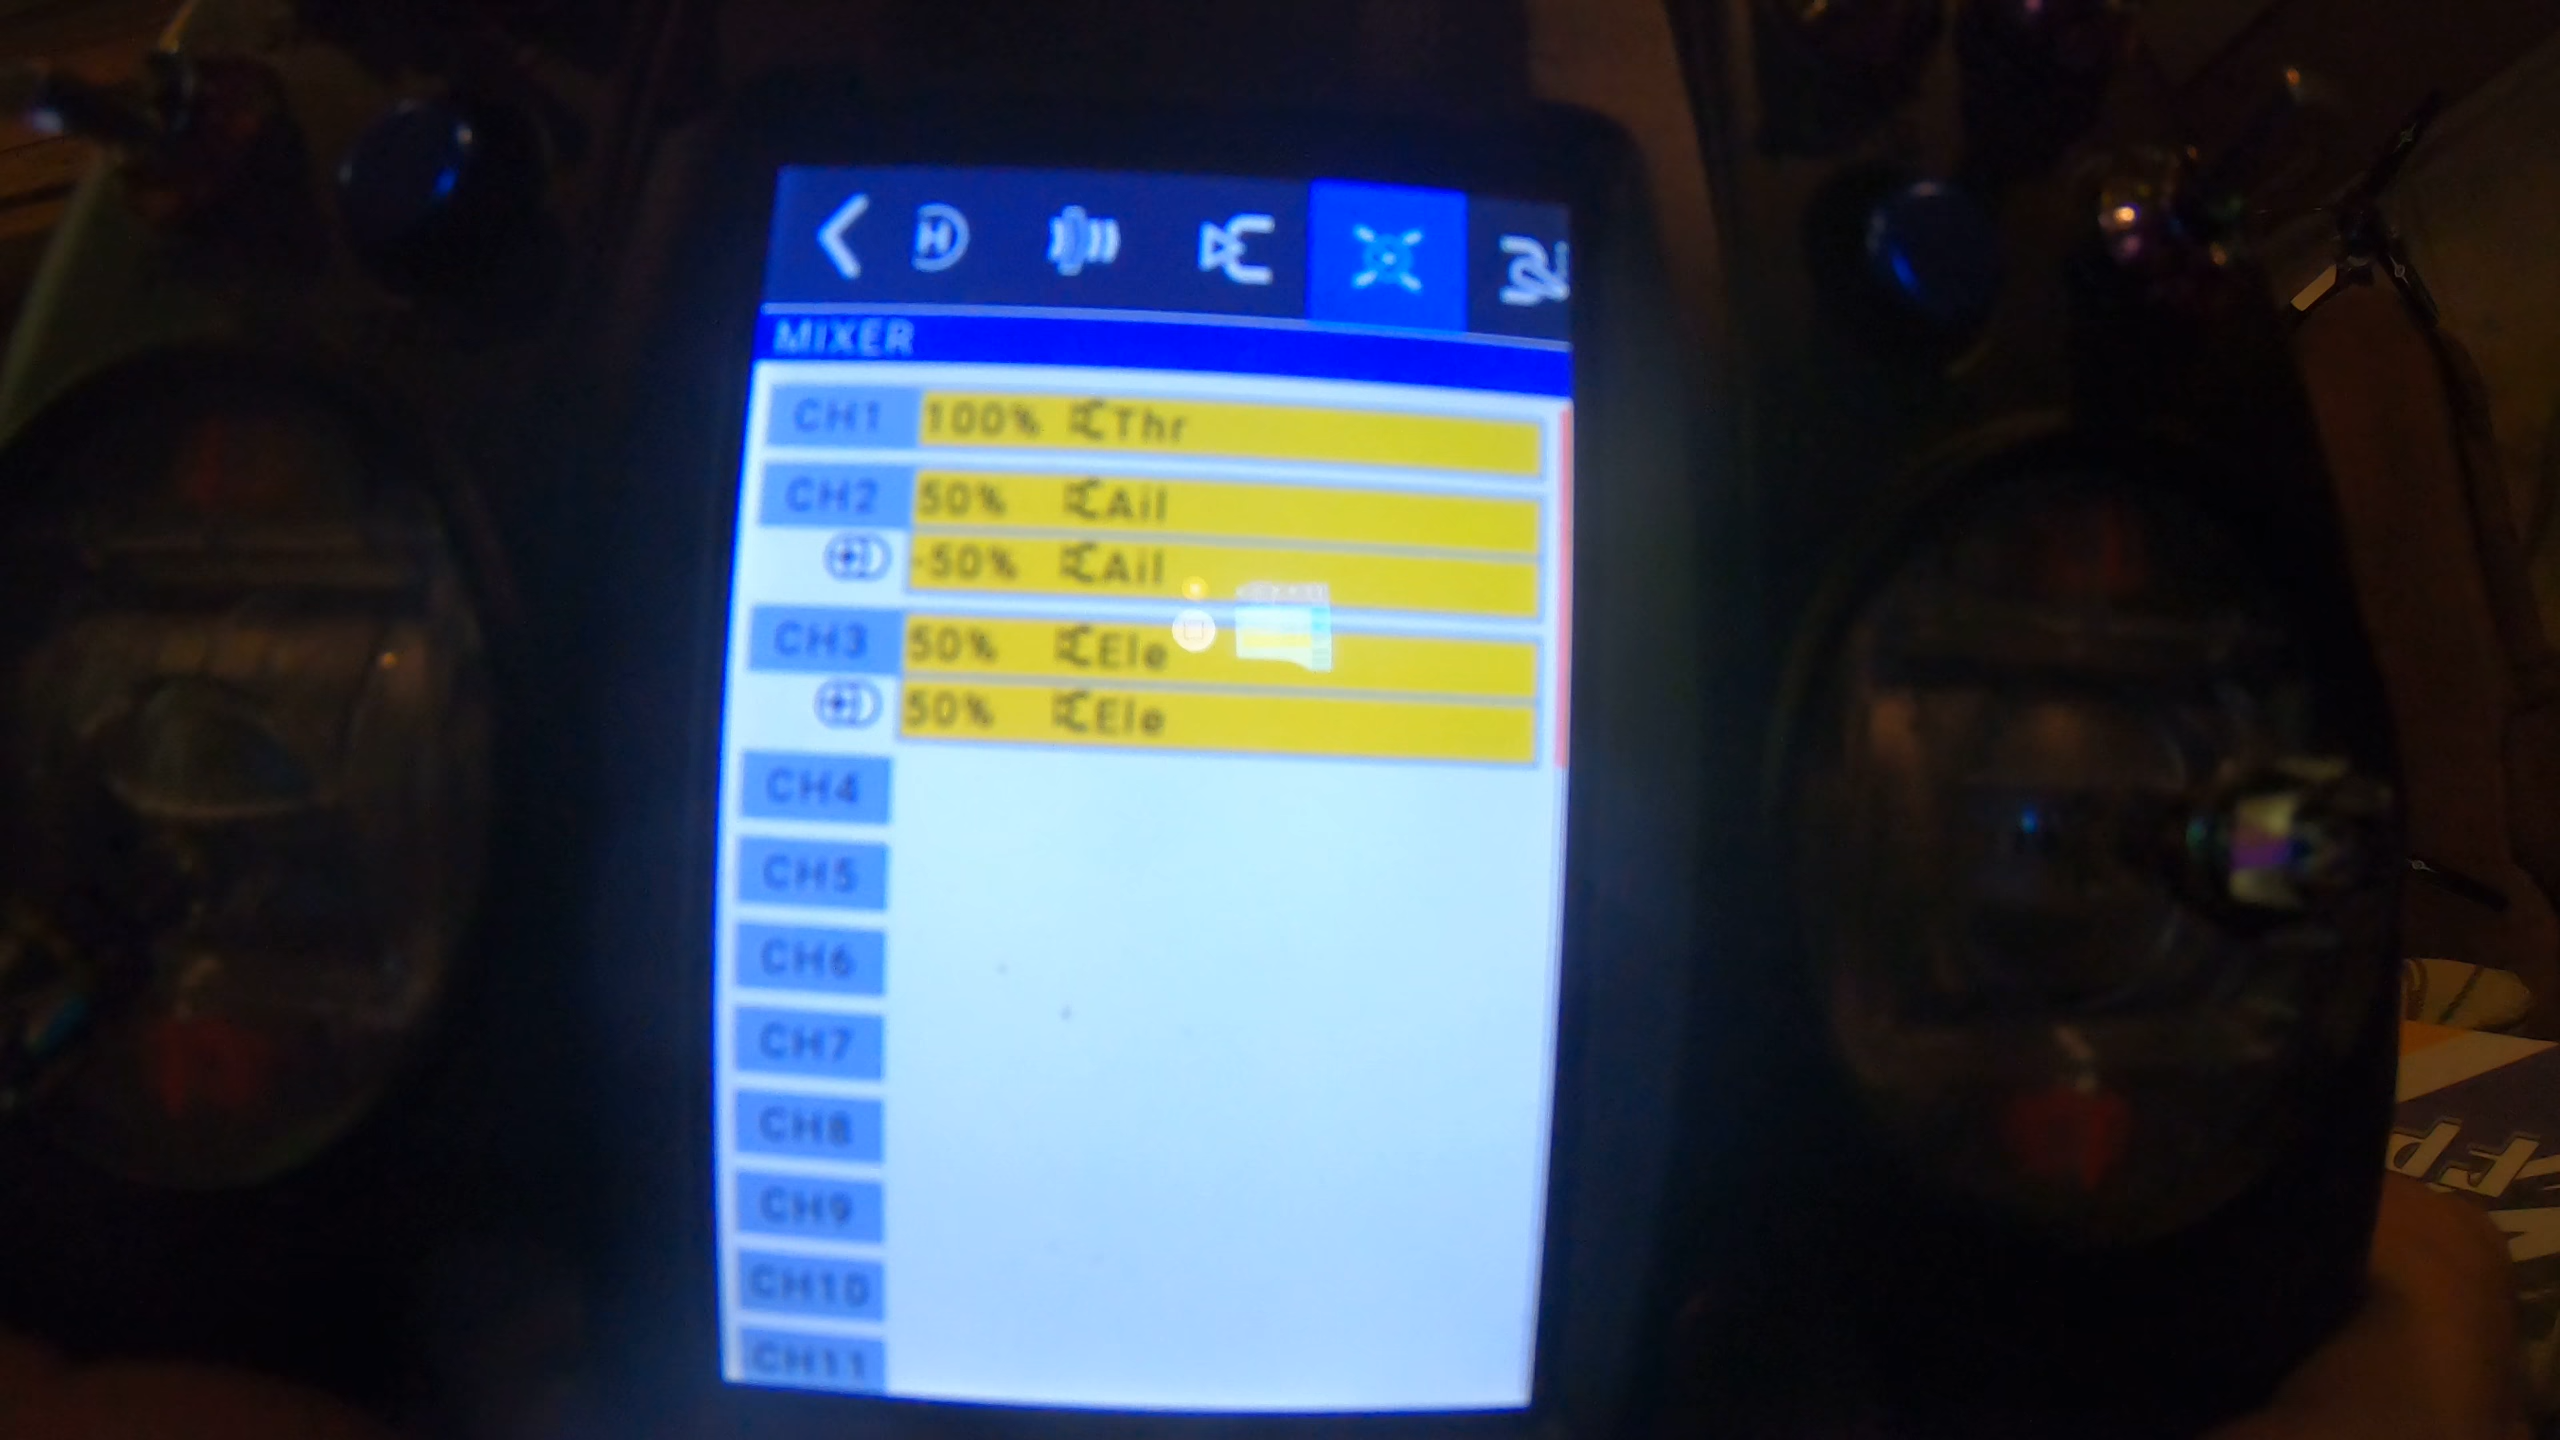 MIXER
CH1 100% Thr
CH2 50% Ail
-50% Ail
CH3 50% Ele
50% Ele
CH4
CH5
CH6
CH7
CH8
CH9
CH10
CH11